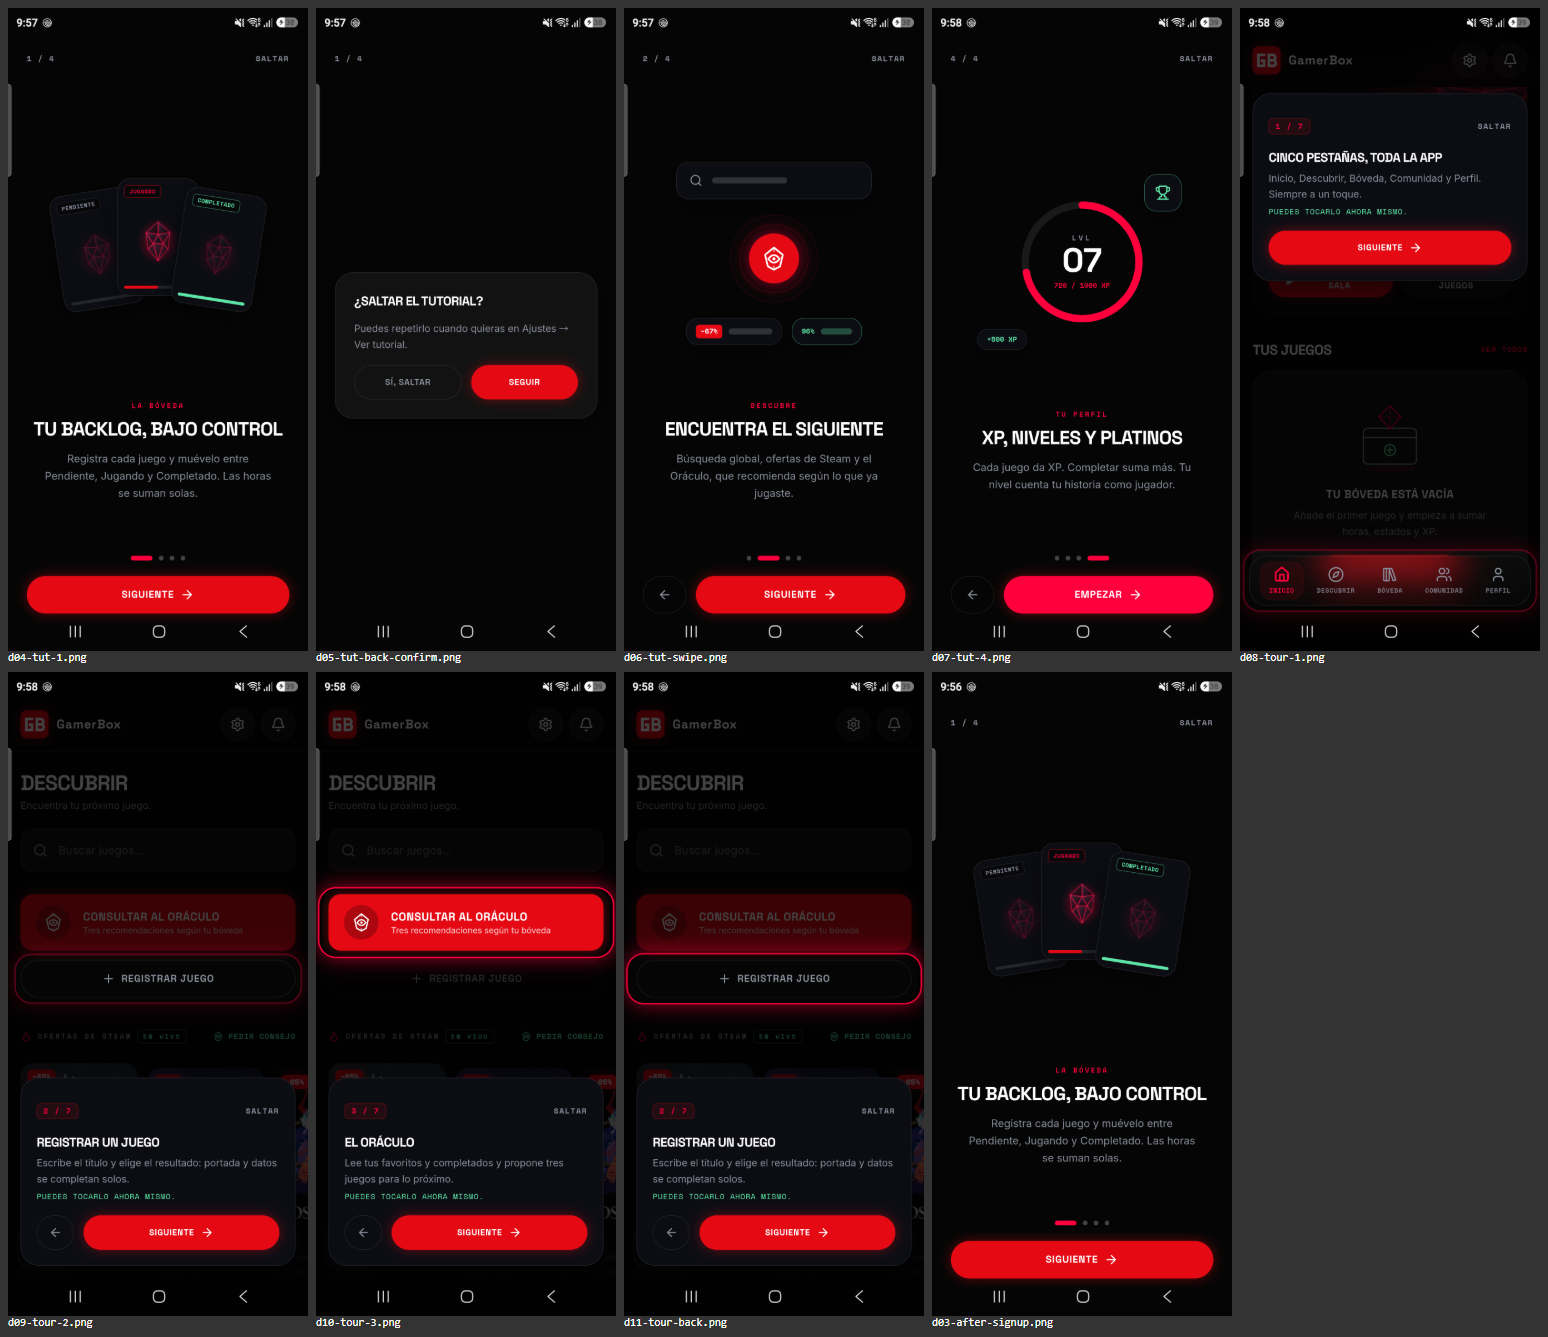 9:57
1 / 4
SALTAR
PENDIENTE
JUGANDO
COMPLETADO
LA BÓVEDA
TU BACKLOG, BAJO CONTROL
Registra cada juego y muévelo entre
Pendiente, Jugando y Completado. Las horas
se suman solas.
SIGUIENTE →
d04-tut-1.png
9:57
1 / 4
SALTAR
¿SALTAR EL TUTORIAL?
Puedes repetirlo cuando quieras en Ajustes →
Ver tutorial.
SÍ, SALTAR
SEGUIR
d05-tut-back-confirm.png
9:57
2 / 4
SALTAR
-67%
96%
DESCUBRE
ENCUENTRA EL SIGUIENTE
Búsqueda global, ofertas de Steam y el
Oráculo, que recomienda según lo que ya
jugaste.
SIGUIENTE →
d06-tut-swipe.png
9:58
4 / 4
SALTAR
LVL
07
720 / 1000 XP
+500 XP
TU PERFIL
XP, NIVELES Y PLATINOS
Cada juego da XP. Completar suma más. Tu
nivel cuenta tu historia como jugador.
EMPEZAR →
d07-tut-4.png
9:58
GB GamerBox
1 / 7
SALTAR
CINCO PESTAÑAS, TODA LA APP
Inicio, Descubrir, Bóveda, Comunidad y Perfil.
Siempre a un toque.
PUEDES TOCARLO AHORA MISMO.
SIGUIENTE →
SALA
JUEGOS
TUS JUEGOS
VER TODOS
TU BÓVEDA ESTÁ VACÍA
Añade el primer juego y empieza a sumar
horas, estados y XP.
INICIO
DESCUBRIR
BÓVEDA
COMUNIDAD
PERFIL
d08-tour-1.png
9:58
GB GamerBox
DESCUBRIR
Encuentra tu próximo juego.
Buscar juegos...
CONSULTAR AL ORÁCULO
Tres recomendaciones según tu bóveda
+ REGISTRAR JUEGO
OFERTAS DE STEAM
EN VIVO
PEDIR CONSEJO
2 / 7
SALTAR
REGISTRAR UN JUEGO
Escribe el título y elige el resultado: portada y datos
se completan solos.
PUEDES TOCARLO AHORA MISMO.
SIGUIENTE →
d09-tour-2.png
9:58
GB GamerBox
DESCUBRIR
Encuentra tu próximo juego.
Buscar juegos...
CONSULTAR AL ORÁCULO
Tres recomendaciones según tu bóveda
+ REGISTRAR JUEGO
OFERTAS DE STEAM
EN VIVO
PEDIR CONSEJO
3 / 7
SALTAR
EL ORÁCULO
Lee tus favoritos y completados y propone tres
juegos para lo próximo.
PUEDES TOCARLO AHORA MISMO.
SIGUIENTE →
d10-tour-3.png
9:58
GB GamerBox
DESCUBRIR
Encuentra tu próximo juego.
Buscar juegos...
CONSULTAR AL ORÁCULO
Tres recomendaciones según tu bóveda
+ REGISTRAR JUEGO
OFERTAS DE STEAM
EN VIVO
PEDIR CONSEJO
2 / 7
SALTAR
REGISTRAR UN JUEGO
Escribe el título y elige el resultado: portada y datos
se completan solos.
PUEDES TOCARLO AHORA MISMO.
SIGUIENTE →
d11-tour-back.png
9:56
1 / 4
SALTAR
PENDIENTE
JUGANDO
COMPLETADO
LA BÓVEDA
TU BACKLOG, BAJO CONTROL
Registra cada juego y muévelo entre
Pendiente, Jugando y Completado. Las horas
se suman solas.
SIGUIENTE →
d03-after-signup.png